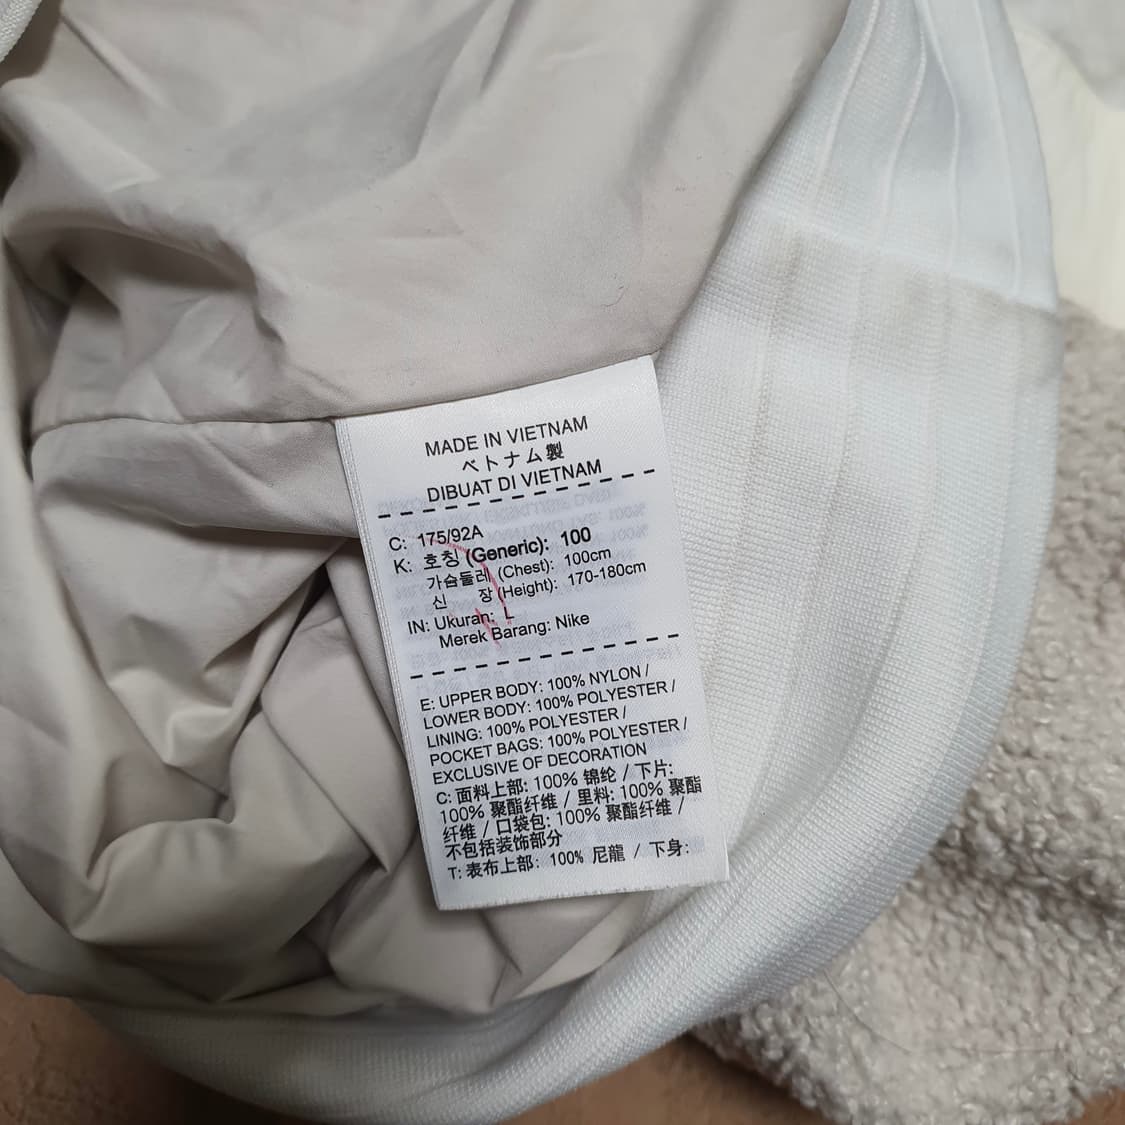 MADE IN VIETNAM
ベトナム製
DIBUAT DI VIETNAM
C: 175/92A
K: 호칭 (Generic): 100
가슴둘레 (Chest): 100cm
신 장 (Height): 170-180cm
IN: Ukuran: L
Merek Barang: Nike
E: UPPER BODY: 100% NYLON /
LOWER BODY: 100% POLYESTER /
LINING: 100% POLYESTER /
POCKET BAGS: 100% POLYESTER /
EXCLUSIVE OF DECORATION
C: 面料上部: 100% 锦纶 / 下片:
100% 聚酯纤维 / 里料: 100% 聚酯
纤维 / 口袋包: 100% 聚酯纤维 /
不包括装饰部分
T: 表布上部: 100% 尼龍 / 下身: